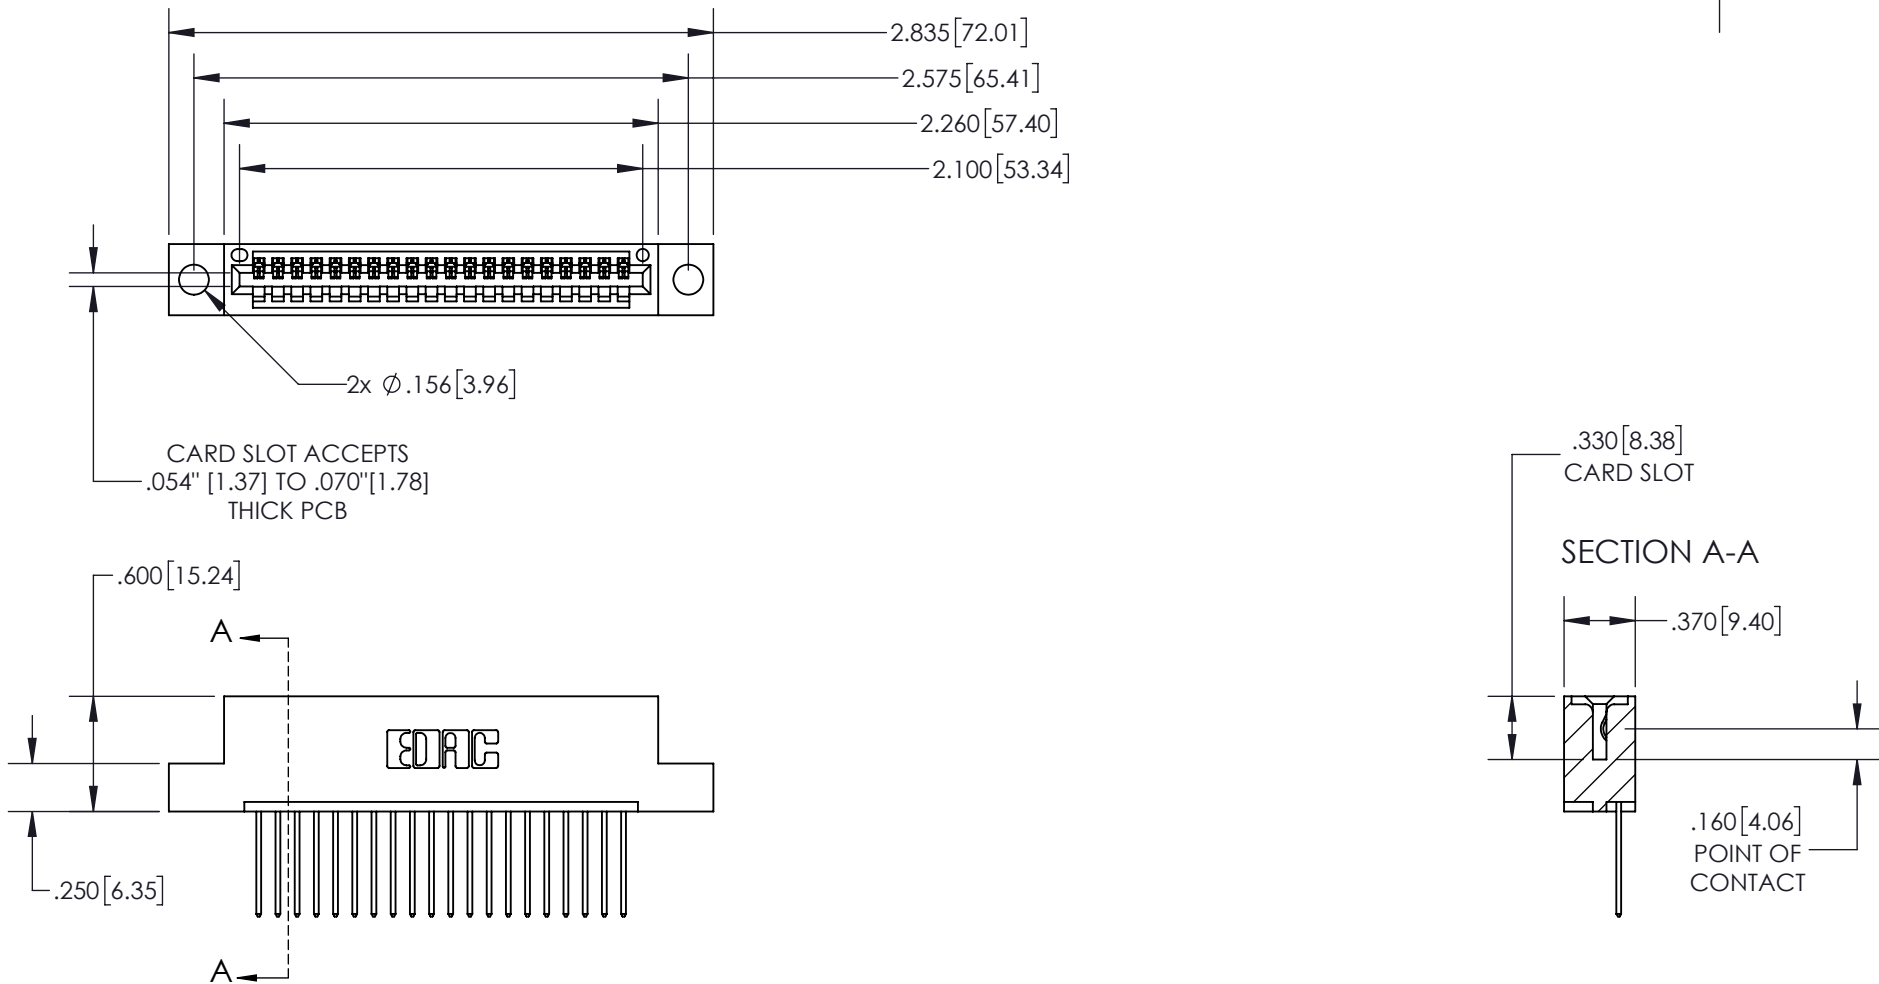 2.835[72.01]
2.575[65.41]
2.260[57.40]
2.100[53.34]
2x Ø.156[3.96]
CARD SLOT ACCEPTS
.054" [1.37] TO .070"[1.78]
THICK PCB
.330[8.38]
CARD SLOT
SECTION A-A
.600[15.24]
.370[9.40]
A
EDAC
.160[4.06]
POINT OF
CONTACT
.250[6.35]
A